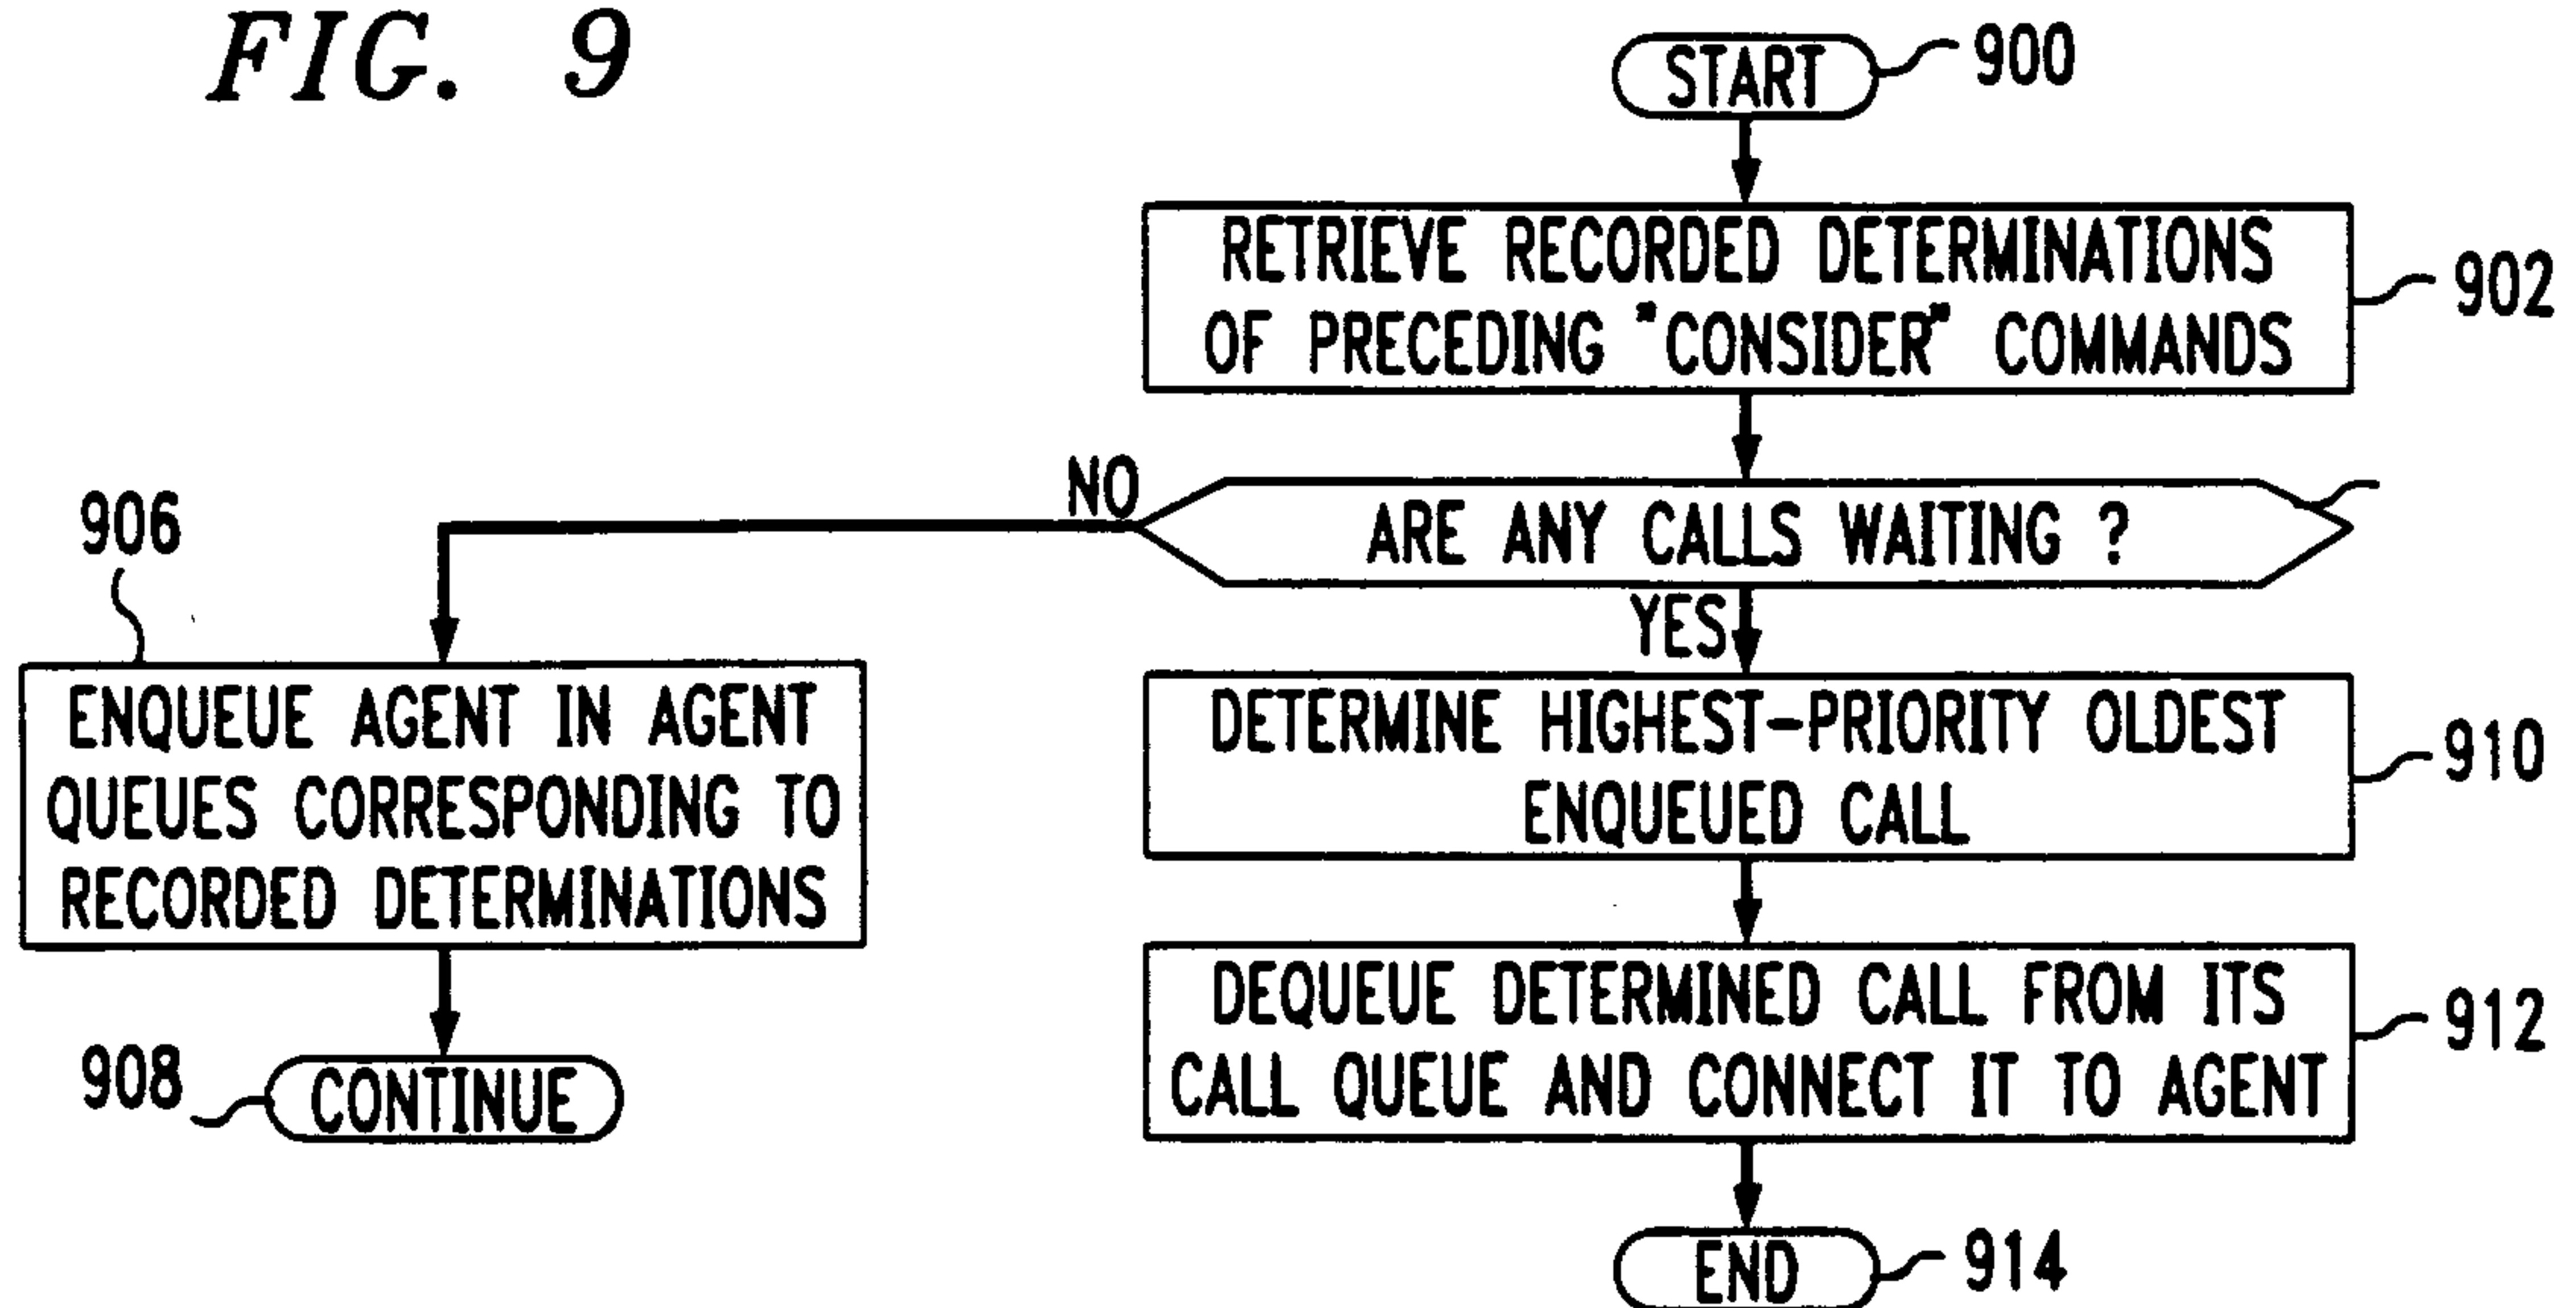 FIG. 9
START
900
RETRIEVE RECORDED DETERMINATIONS
OF PRECEDING "CONSIDER" COMMANDS
902
NO
ARE ANY CALLS WAITING ?
906
YES
ENQUEUE AGENT IN AGENT
QUEUES CORRESPONDING TO
RECORDED DETERMINATIONS
DETERMINE HIGHEST-PRIORITY OLDEST
ENQUEUED CALL
910
DEQUEUE DETERMINED CALL FROM ITS
CALL QUEUE AND CONNECT IT TO AGENT
912
908
CONTINUE
END
914